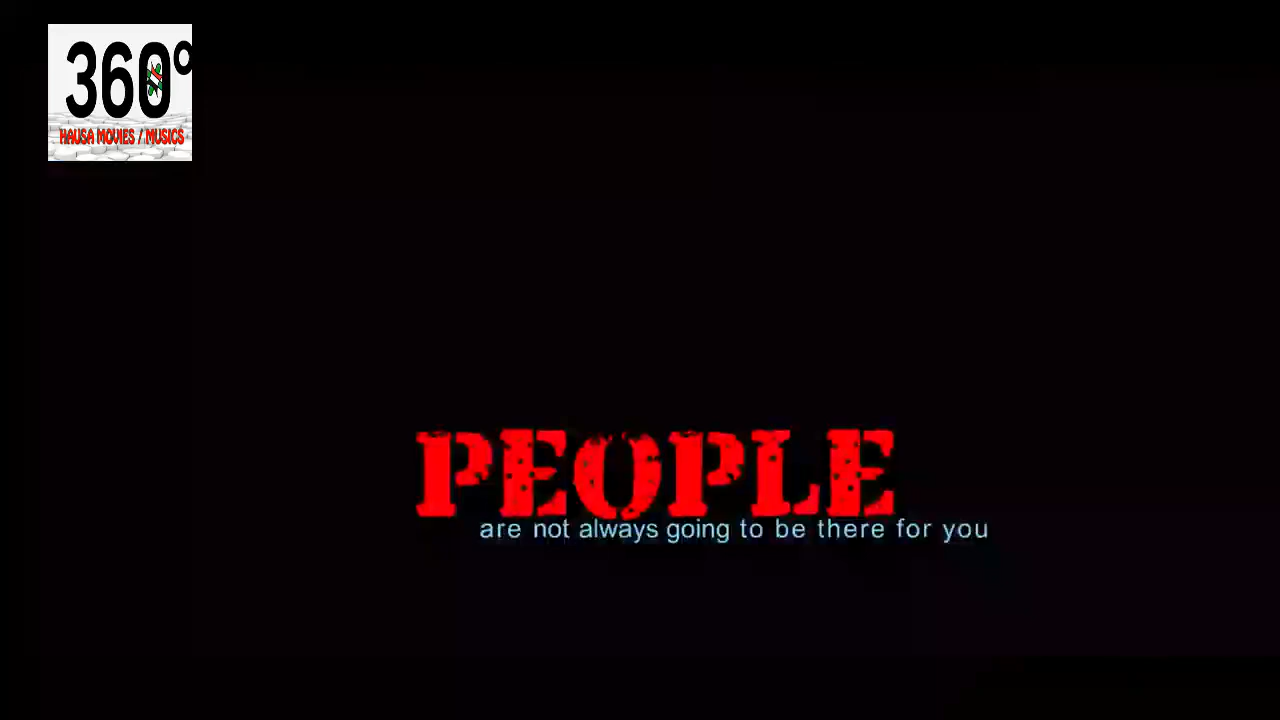 360°
HAUSA MOVIES / MUSICS
PEOPLE
are not always going to be there for you